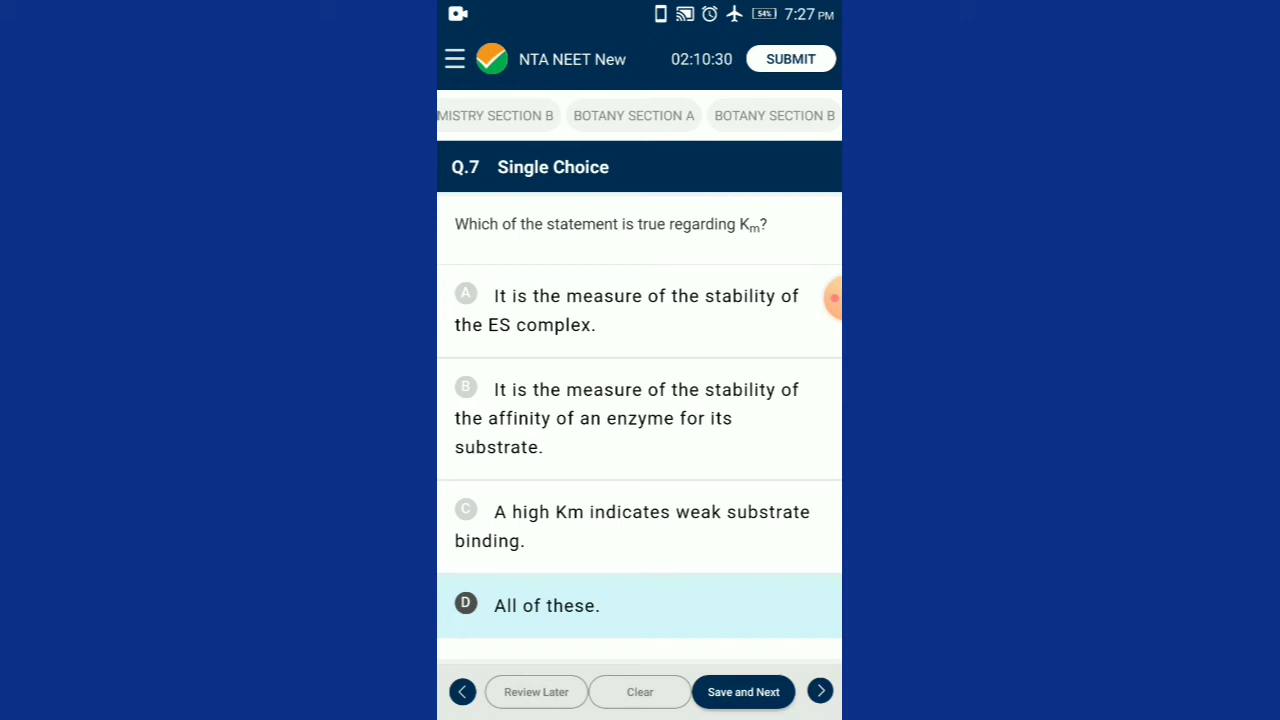 54% 7:27 PM
NTA NEET New 02:10:30 SUBMIT
MISTRY SECTION B BOTANY SECTION A BOTANY SECTION B
Q.7 Single Choice
Which of the statement is true regarding Km?
A It is the measure of the stability of
the ES complex.
B It is the measure of the stability of
the affinity of an enzyme for its
substrate.
C A high Km indicates weak substrate
binding.
D All of these.
Review Later Clear Save and Next